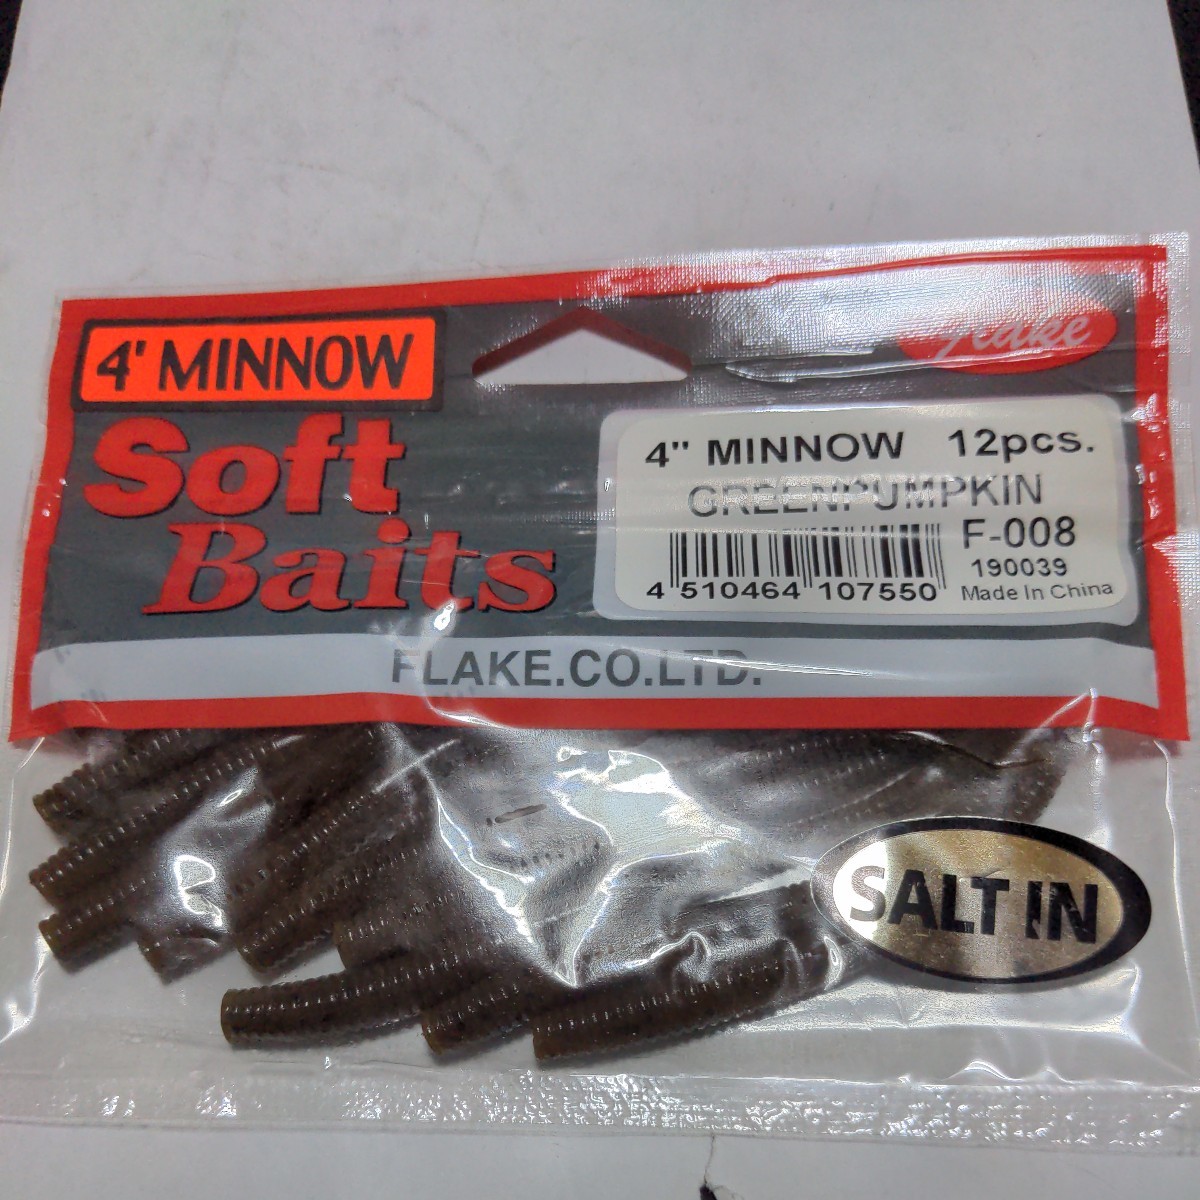 4' MINNOW
Soft
Baits
flake
4" MINNOW 12pcs.
GREENPUMPKIN
F-008
190039
4 510464 107550
Made In China
FLAKE.CO.LTD.
SALT IN